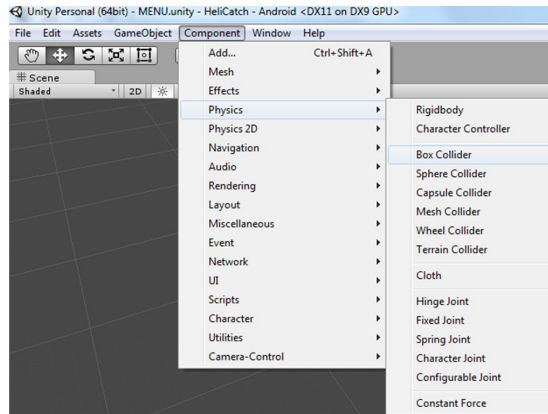 Unity Personal (64bit) - MENU.unity - HeliCatch - Android <DX11 on DX9 GPU>
File Edit Assets GameObject Component Window Help
Add... Ctrl+Shift+A
# Scene
Shaded 2D
Mesh
Effects
Physics
Physics 2D
Navigation
Audio
Rendering
Layout
Miscellaneous
Event
Network
UI
Scripts
Character
Utilities
Camera-Control
Rigidbody
Character Controller
Box Collider
Sphere Collider
Capsule Collider
Mesh Collider
Wheel Collider
Terrain Collider
Cloth
Hinge Joint
Fixed Joint
Spring Joint
Character Joint
Configurable Joint
Constant Force